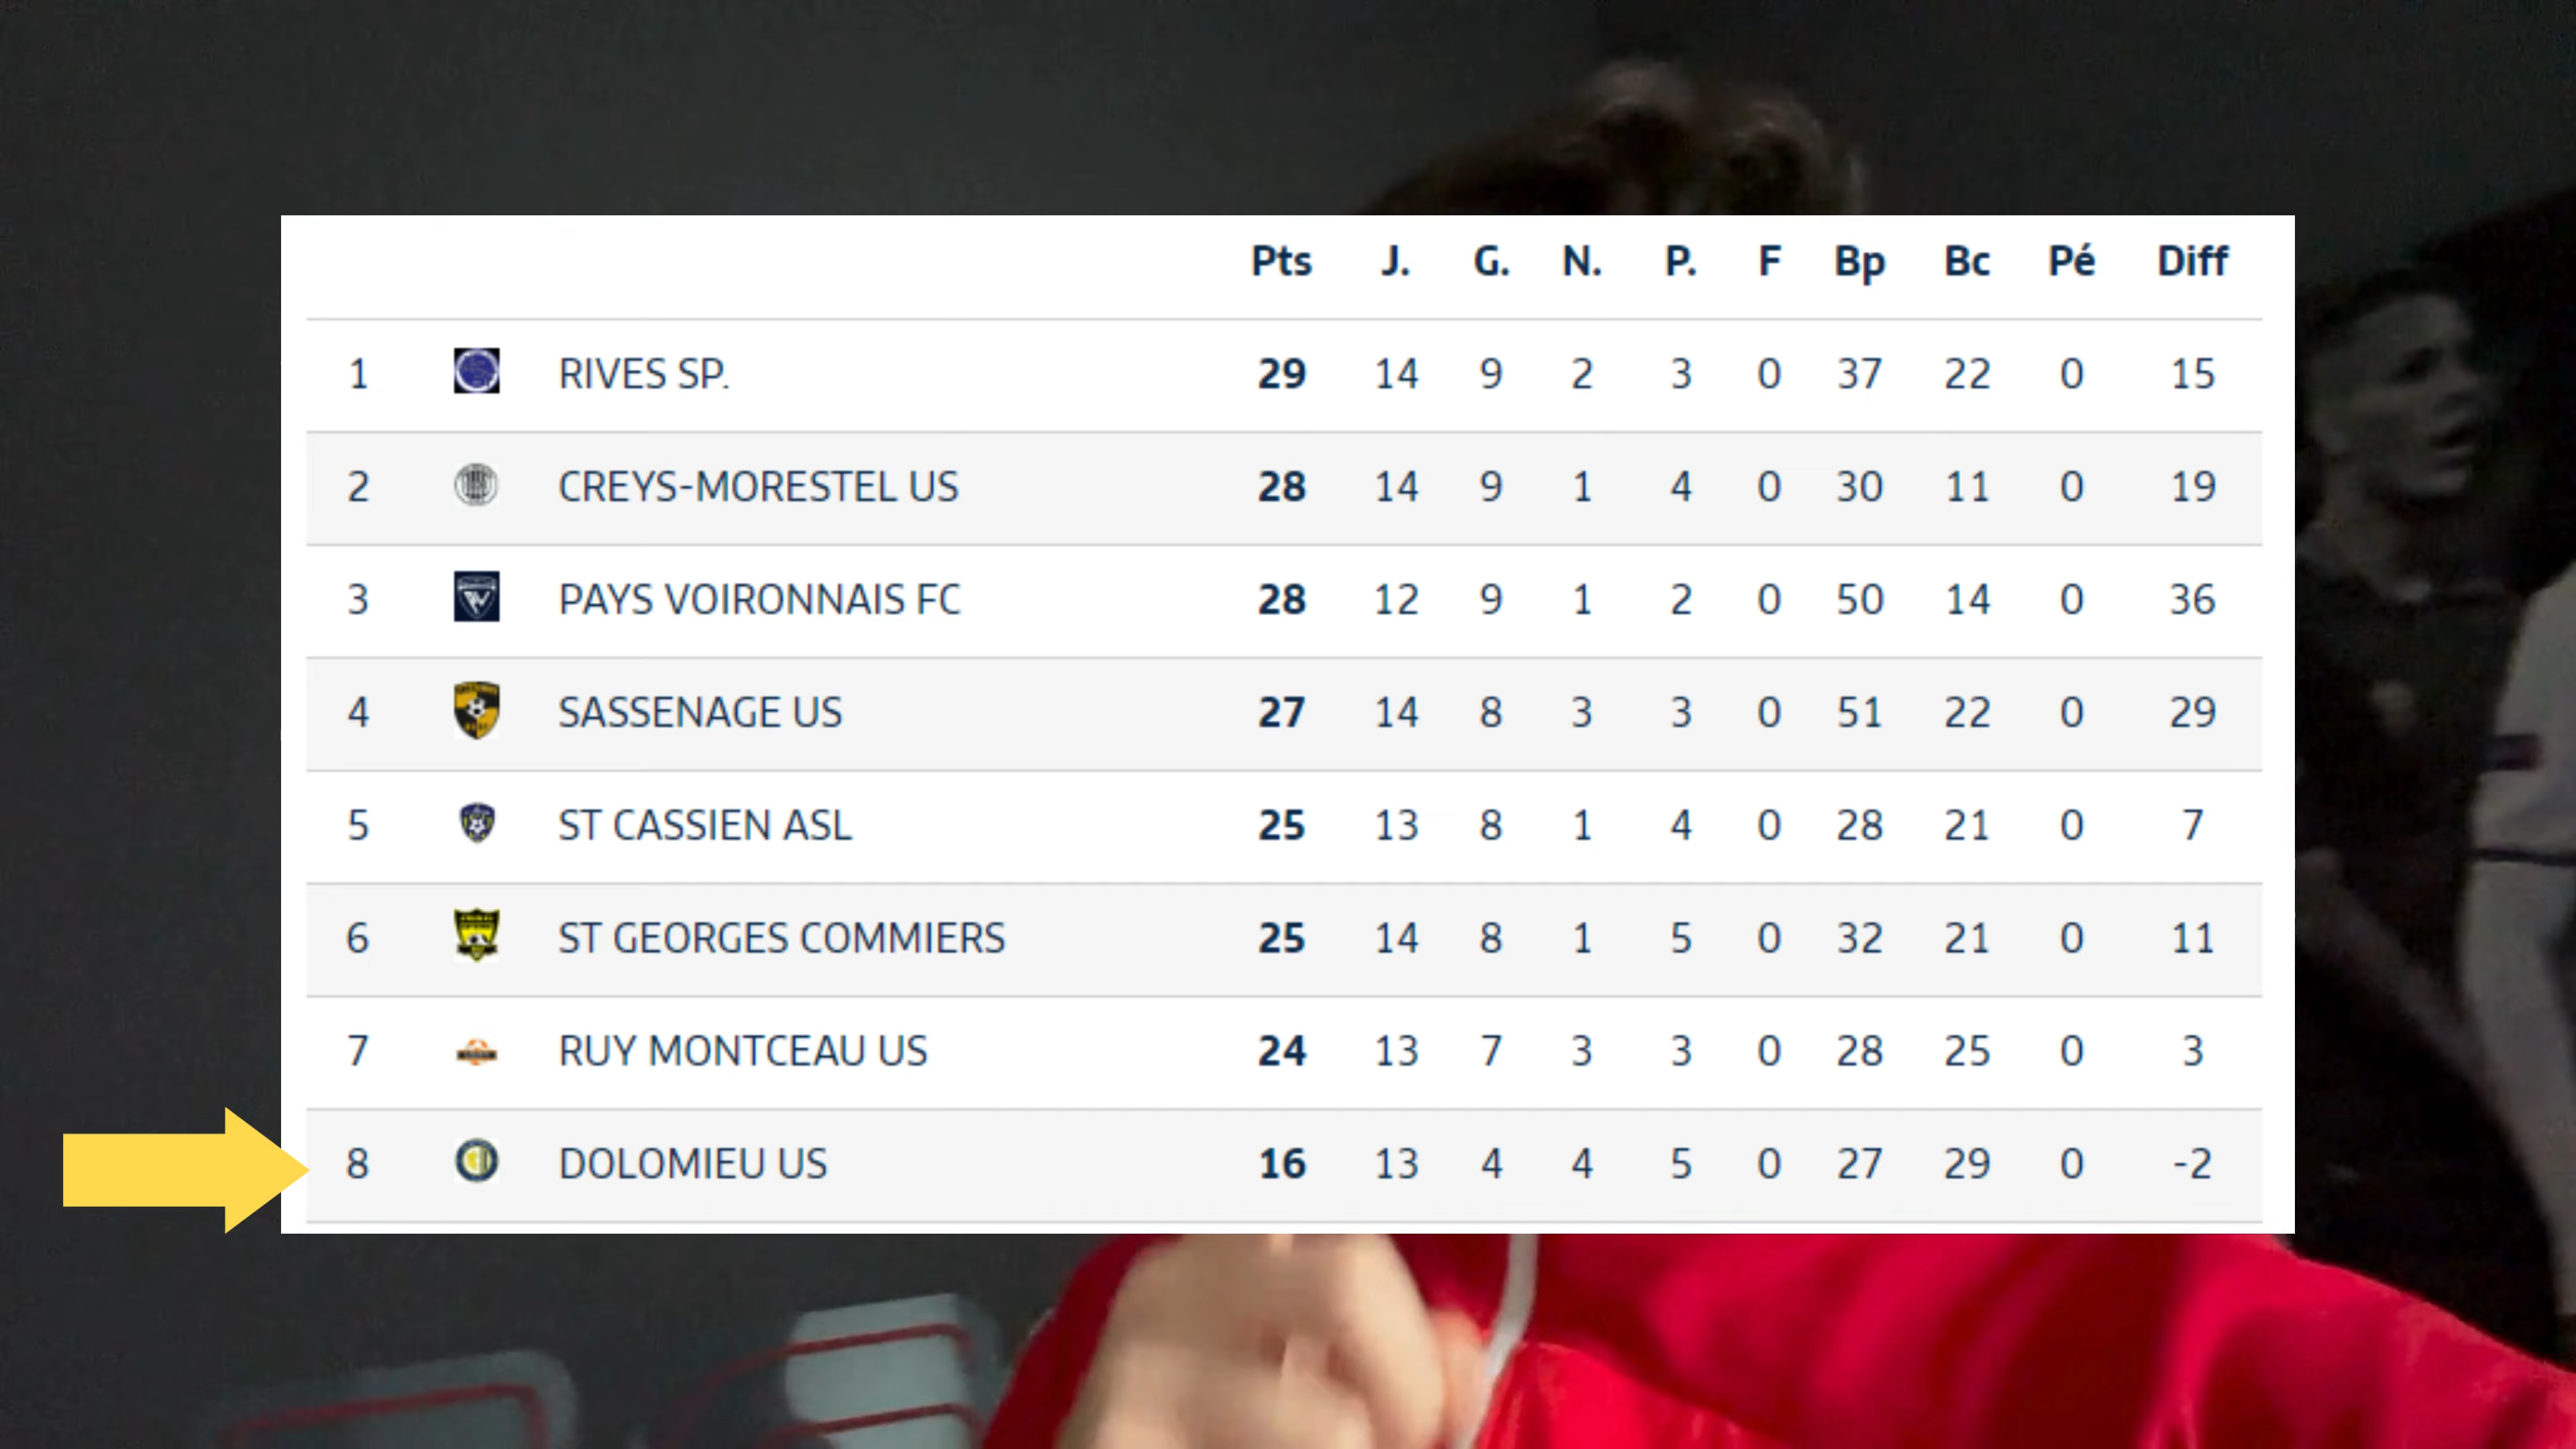 Pts J. G. N. P. F Bp Bc Pé Diff
1 RIVES SP. 29 14 9 2 3 0 37 22 0 15
2 CREYS-MORESTEL US 28 14 9 1 4 0 30 11 0 19
3 PAYS VOIRONNAIS FC 28 12 9 1 2 0 50 14 0 36
4 SASSENAGE US 27 14 8 3 3 0 51 22 0 29
5 ST CASSIEN ASL 25 13 8 1 4 0 28 21 0 7
6 ST GEORGES COMMIERS 25 14 8 1 5 0 32 21 0 11
7 RUY MONTCEAU US 24 13 7 3 3 0 28 25 0 3
8 DOLOMIEU US 16 13 4 4 5 0 27 29 0 -2